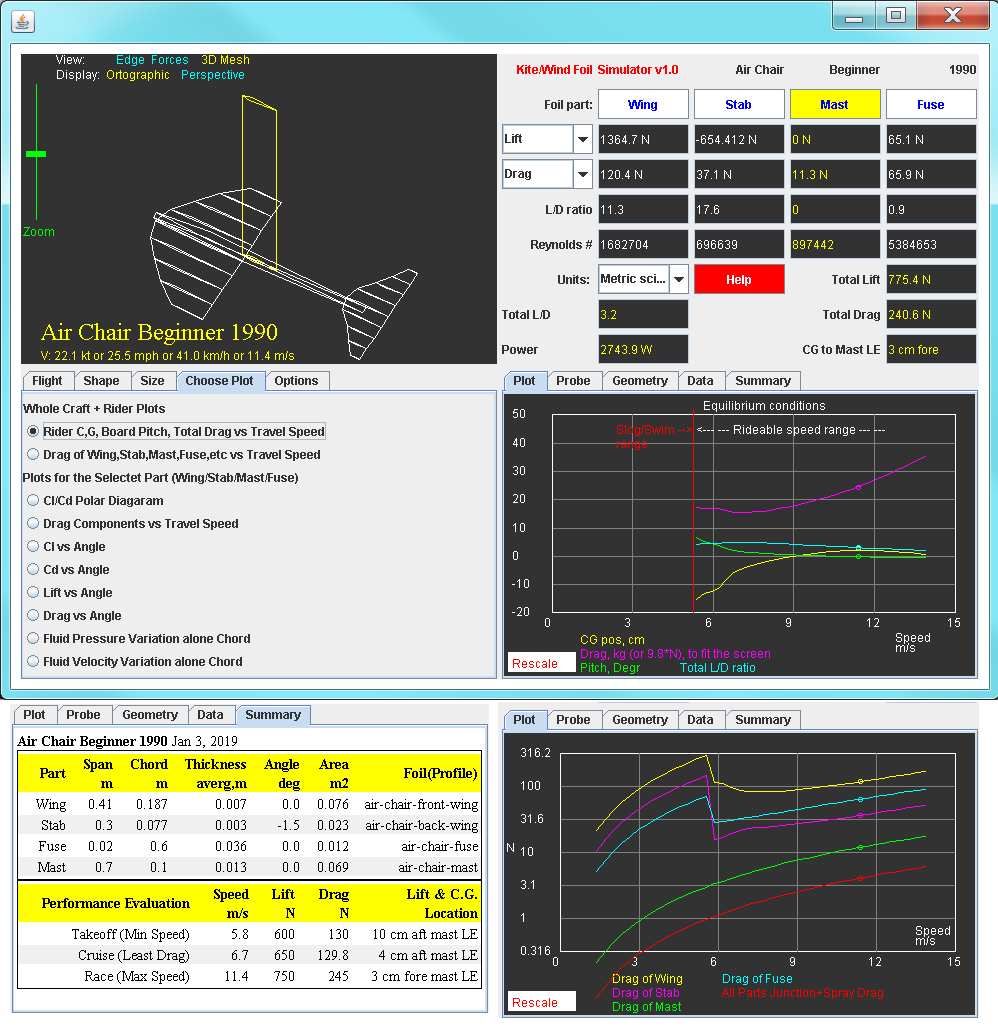 View: Edge Forces 3D Mesh
Display: Ortographic Perspective
Zoom
Air Chair Beginner 1990
V: 22.1 kt or 25.5 mph or 41.0 km/h or 11.4 m/s
Kite/Wind Foil Simulator v1.0 Air Chair Beginner 1990
Foil part: Wing Stab Mast Fuse
Lift 1364.7 N -654.412 N 0 N 65.1 N
Drag 120.4 N 37.1 N 11.3 N 65.9 N
L/D ratio 11.3 17.6 0 0.9
Reynolds # 1682704 696639 897442 5384653
Units: Metric sci... Help Total Lift 775.4 N
Total L/D 3.2 Total Drag 240.6 N
Power 2743.9 W CG to Mast LE 3 cm fore
Flight Shape Size Choose Plot Options
Whole Craft + Rider Plots
Rider C,G, Board Pitch, Total Drag vs Travel Speed
Drag of Wing,Stab,Mast,Fuse,etc vs Travel Speed
Plots for the Selectet Part (Wing/Stab/Mast/Fuse)
Cl/Cd Polar Diagaram
Drag Components vs Travel Speed
Cl vs Angle
Cd vs Angle
Lift vs Angle
Drag vs Angle
Fluid Pressure Variation alone Chord
Fluid Velocity Variation alone Chord
Plot Probe Geometry Data Summary
Equilibrium conditions
Slog/Swim --> <-- -- -- Rideable speed range -- -- --
range
50
40
30
20
10
0
-10
-20
0 3 6 9 12 15
Speed
m/s
CG pos, cm
Drag, kg (or 9.8*N), to fit the screen
Pitch, Degr Total L/D ratio
Rescale
Plot Probe Geometry Data Summary
Air Chair Beginner 1990 Jan 3, 2019
Part Span m Chord m Thickness averg,m Angle deg Area m2 Foil(Profile)
Wing 0.41 0.187 0.007 0.0 0.076 air-chair-front-wing
Stab 0.3 0.077 0.003 -1.5 0.023 air-chair-back-wing
Fuse 0.02 0.6 0.036 0.0 0.012 air-chair-fuse
Mast 0.7 0.1 0.013 0.0 0.069 air-chair-mast
Performance Evaluation Speed m/s Lift N Drag N Lift & C.G. Location
Takeoff (Min Speed) 5.8 600 130 10 cm aft mast LE
Cruise (Least Drag) 6.7 650 129.8 4 cm aft mast LE
Race (Max Speed) 11.4 750 245 3 cm fore mast LE
Plot Probe Geometry Data Summary
316.2
100
31.6
N 10
3.1
1
0.316
0 3 6 9 12 15
Speed
m/s
Drag of Wing Drag of Fuse
Drag of Stab All Parts Junction+Spray Drag
Drag of Mast
Rescale